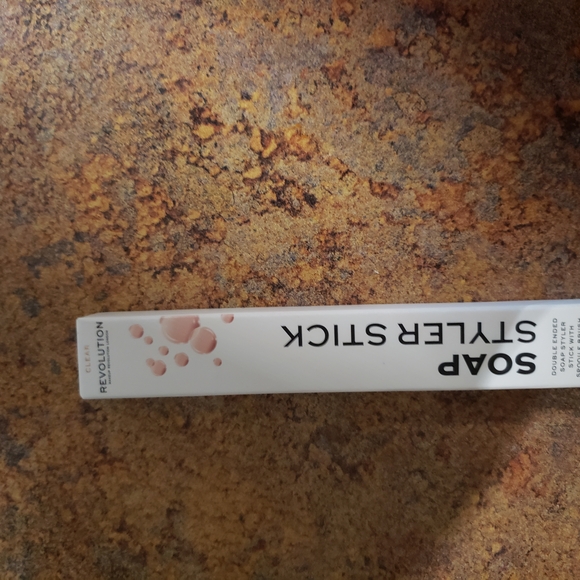 SOAP
STYLER STICK
DOUBLE ENDED
SOAP STYLER
STICK WITH
SPOOLIE BRUSH
REVOLUTION
CLEAR